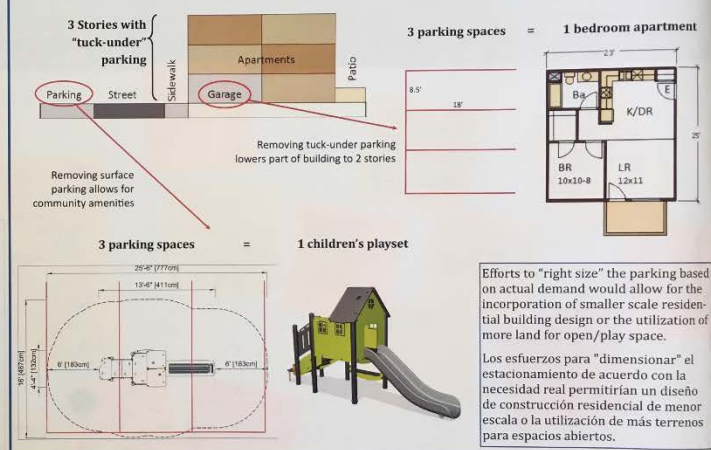 3 Stories with
"tuck-under"
parking
Apartments
Patio
Sidewalk
Parking
Street
Garage
Removing tuck-under parking
lowers part of building to 2 stories
Removing surface
parking allows for
community amenities
3 parking spaces = 1 bedroom apartment
8.5'
18'
23'
Ba
E
K/DR
BR
10x10-8
LR
12x11
3 parking spaces = 1 children's playset
25'-6" [777cm]
13'-6" [411cm]
16' [487cm]
4'-4" [132cm]
6' [183cm]
6' [183cm]
Efforts to "right size" the parking based
on actual demand would allow for the
incorporation of smaller scale residen-
tial building design or the utilization of
more land for open/play space.
Los esfuerzos para "dimensionar" el
estacionamiento de acuerdo con la
necesidad real permitirían un diseño
de construcción residencial de menor
escala o la utilización de más terrenos
para espacios abiertos.